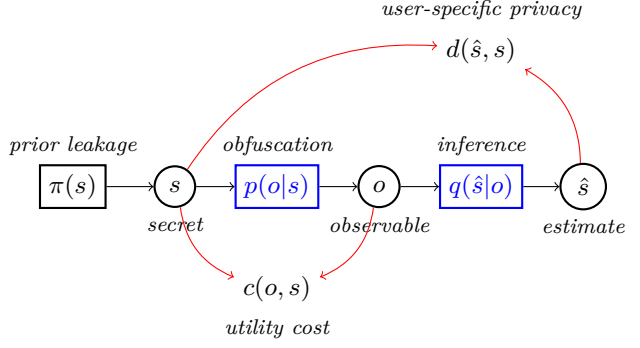 user-specific privacy
d(ŝ, s)
prior leakage
obfuscation
inference
π(s)
s
p(o|s)
o
q(ŝ|o)
ŝ
secret
observable
estimate
c(o, s)
utility cost